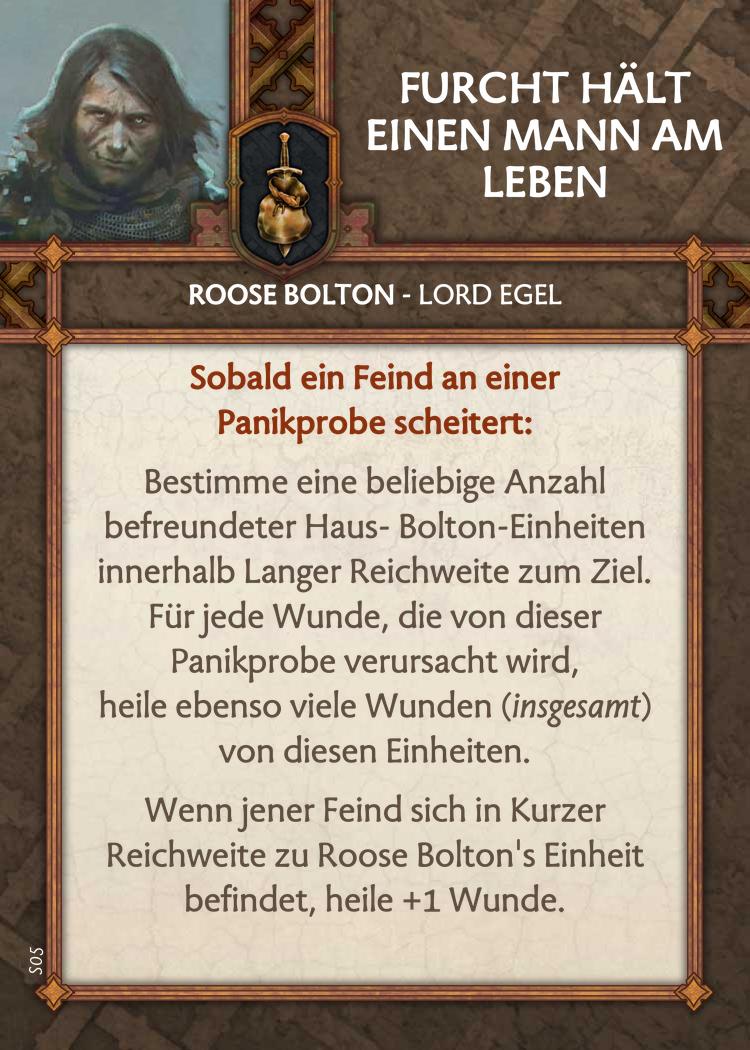 FURCHT HÄLT
EINEN MANN AM
LEBEN
ROOSE BOLTON - LORD EGEL
Sobald ein Feind an einer
Panikprobe scheitert:
Bestimme eine beliebige Anzahl
befreundeter Haus- Bolton-Einheiten
innerhalb Langer Reichweite zum Ziel.
Für jede Wunde, die von dieser
Panikprobe verursacht wird,
heile ebenso viele Wunden (insgesamt)
von diesen Einheiten.
Wenn jener Feind sich in Kurzer
Reichweite zu Roose Bolton's Einheit
befindet, heile +1 Wunde.
S05